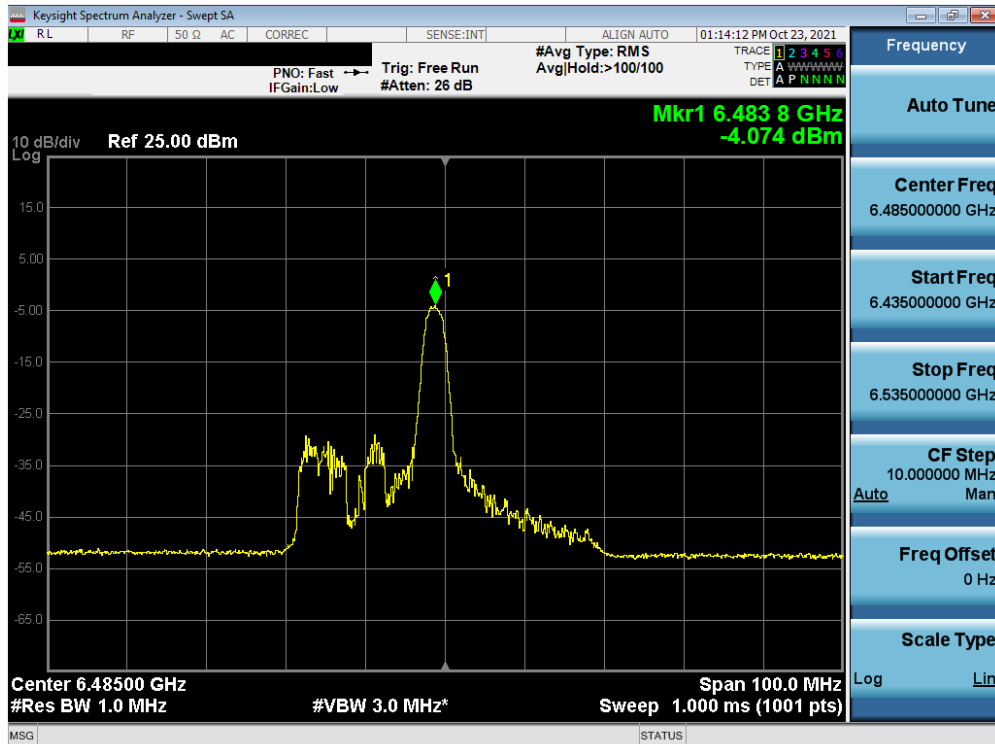 Keysight Spectrum Analyzer - Swept SA
LXI RL RF 50 Ω AC CORREC SENSE:INT ALIGN AUTO 01:14:12 PM Oct 23, 2021
PNO: Fast
IFGain:Low
Trig: Free Run
#Atten: 26 dB
#Avg Type: RMS
Avg|Hold:>100/100
TRACE 1 2 3 4 5 6
TYPE A WWWWW
DET A P N N N N
Mkr1 6.483 8 GHz
-4.074 dBm
10 dB/div Ref 25.00 dBm
Log
15.0
5.00
-5.00
-15.0
-25.0
-35.0
-45.0
-55.0
-65.0
1
Center 6.48500 GHz
#Res BW 1.0 MHz
#VBW 3.0 MHz*
Span 100.0 MHz
Sweep 1.000 ms (1001 pts)
MSG STATUS
Frequency
Auto Tune
Center Freq
6.485000000 GHz
Start Freq
6.435000000 GHz
Stop Freq
6.535000000 GHz
CF Step
10.000000 MHz
Auto Man
Freq Offset
0 Hz
Scale Type
Log Lin